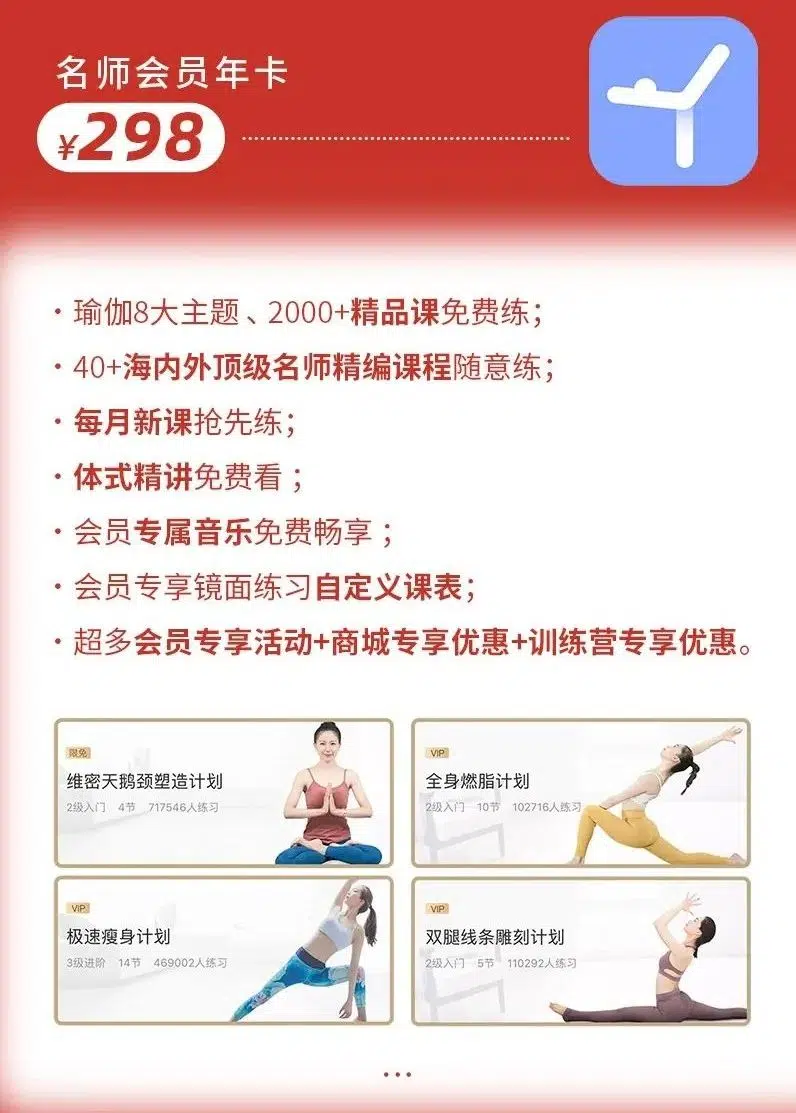 名师会员年卡
¥298
· 瑜伽8大主题、2000+精品课免费练；
· 40+海内外顶级名师精编课程随意练；
· 每月新课抢先练；
· 体式精讲免费看；
· 会员专属音乐免费畅享；
· 会员专享镜面练习自定义课表；
· 超多会员专享活动+商城专享优惠+训练营专享优惠。
限免
维密天鹅颈塑造计划
2级入门 4节 717546人练习
VIP
全身燃脂计划
2级入门 10节 102716人练习
VIP
极速瘦身计划
3级进阶 14节 469002人练习
VIP
双腿线条雕刻计划
2级入门 5节 110292人练习
...